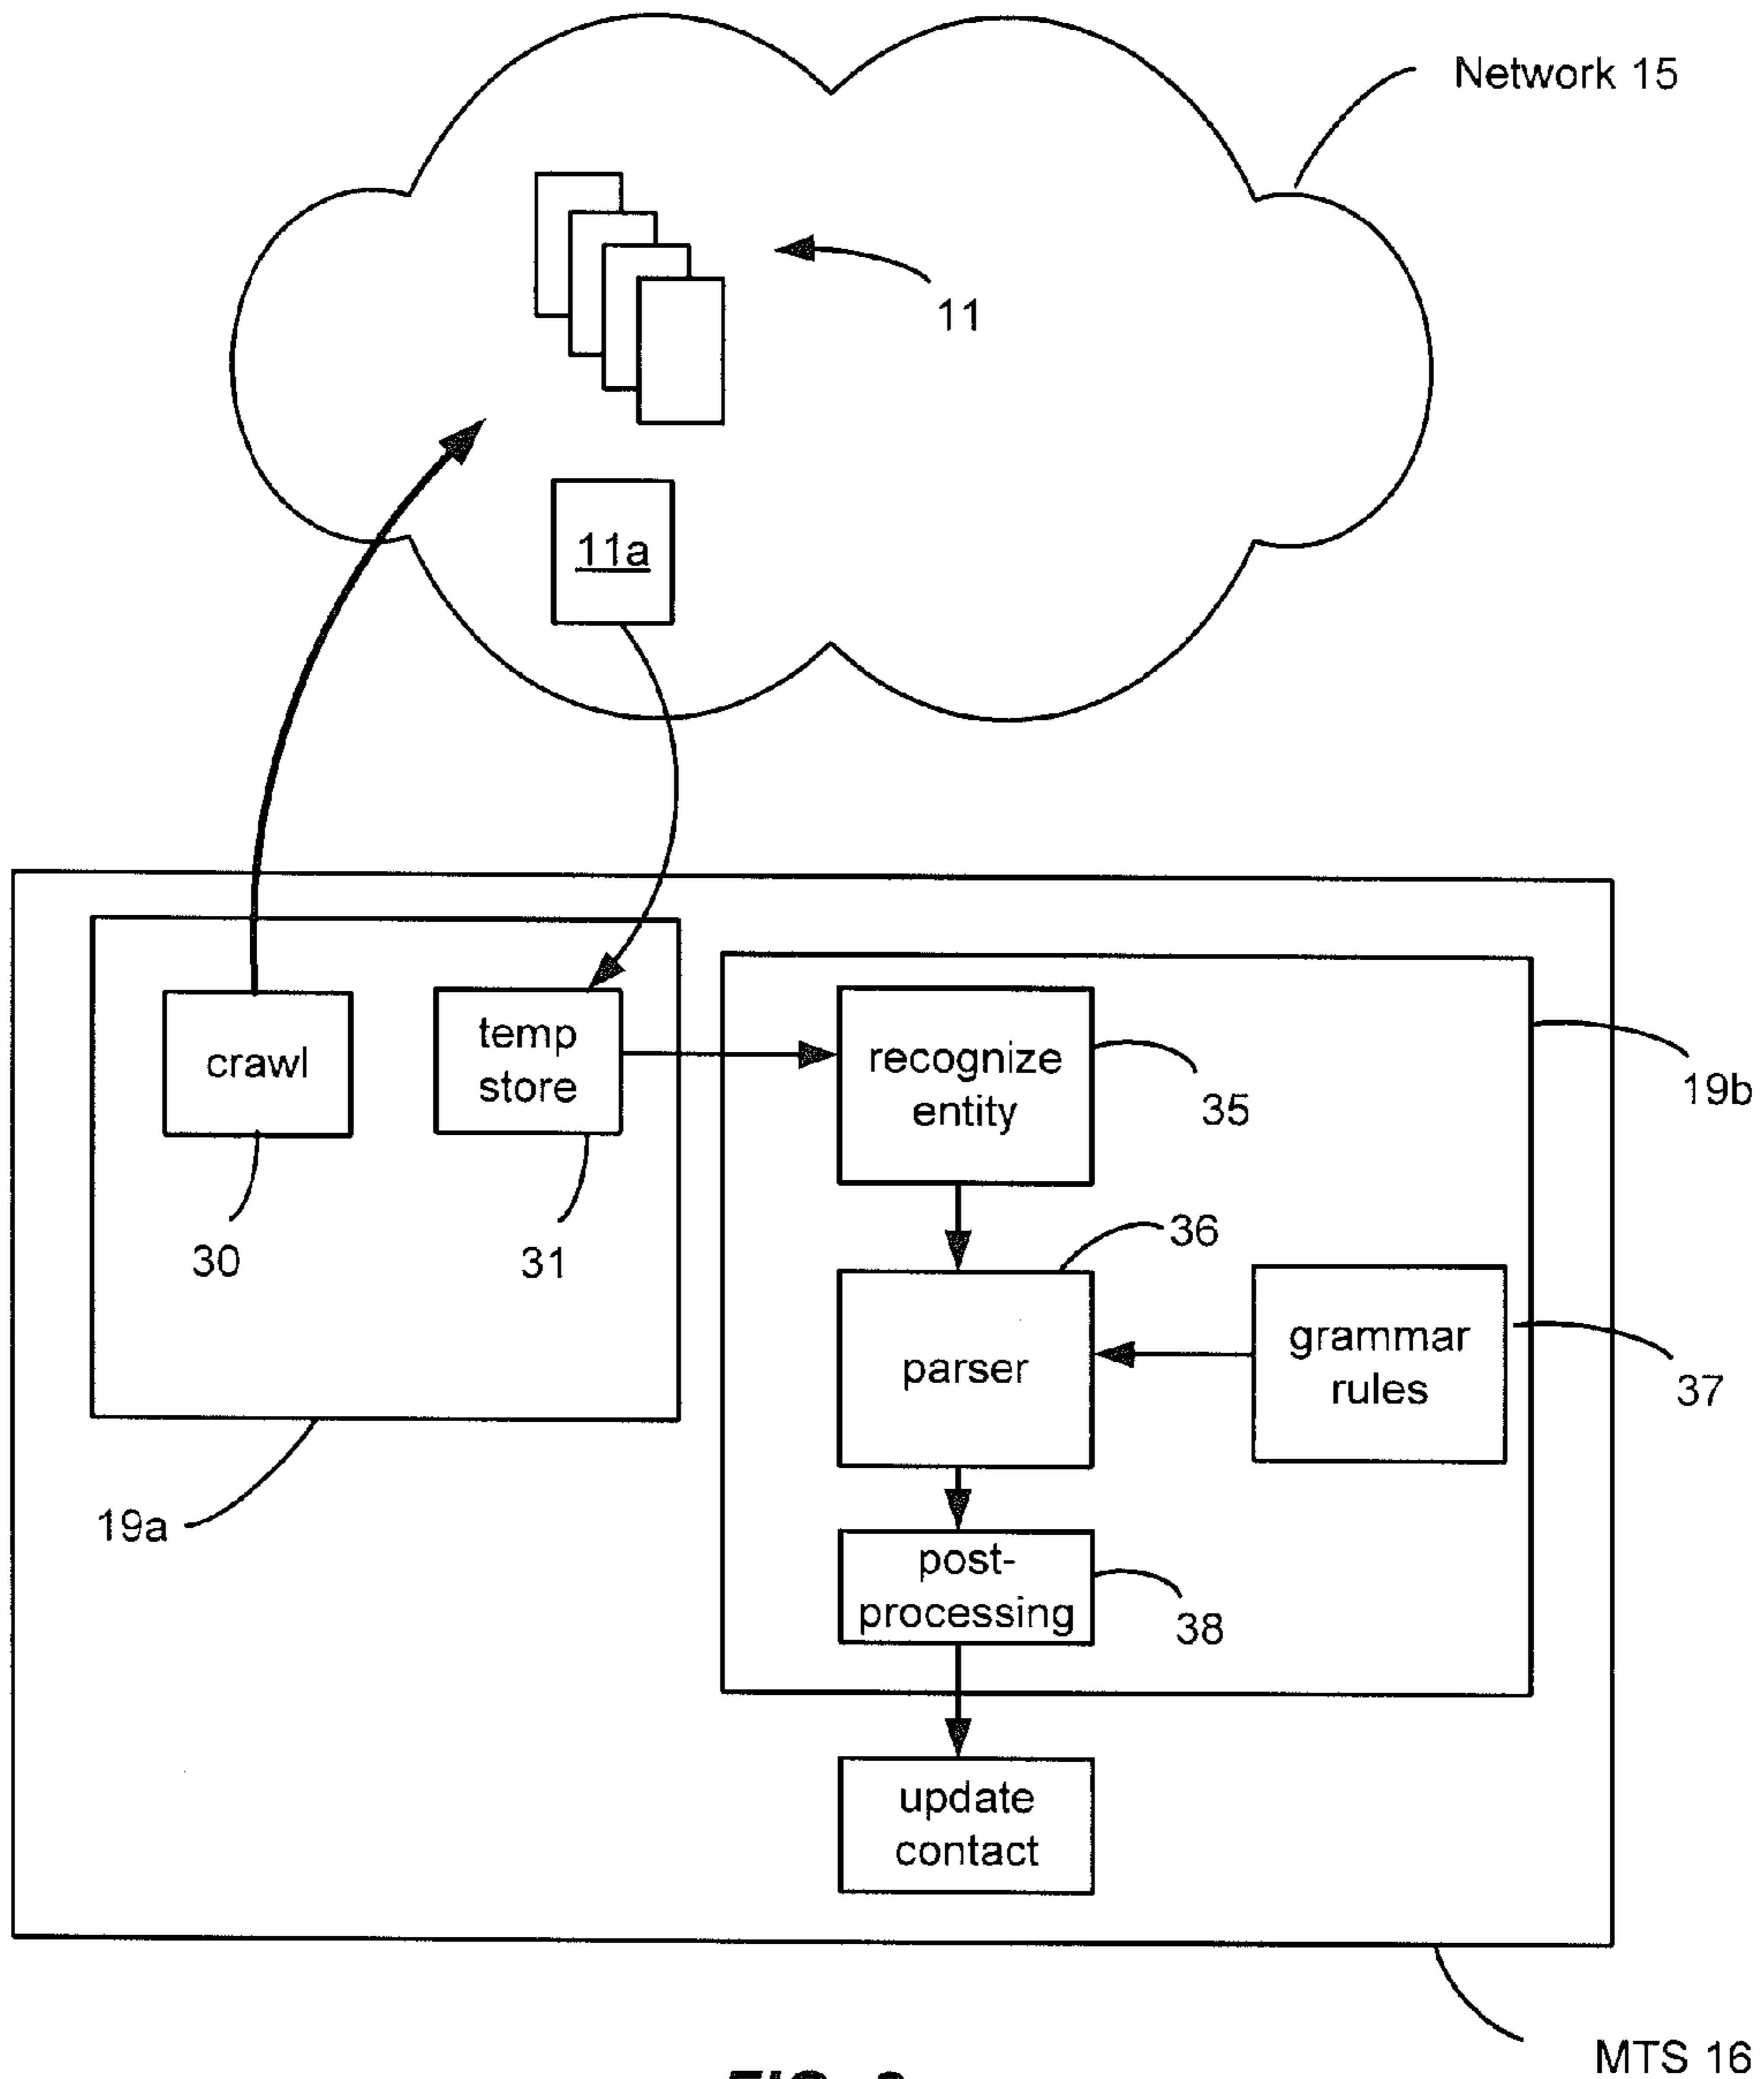 Network 15
11
11a
crawl
temp
store
recognize
entity
35
19b
30
31
36
parser
grammar
rules
37
19a
post-
processing
38
update
contact
MTS 16